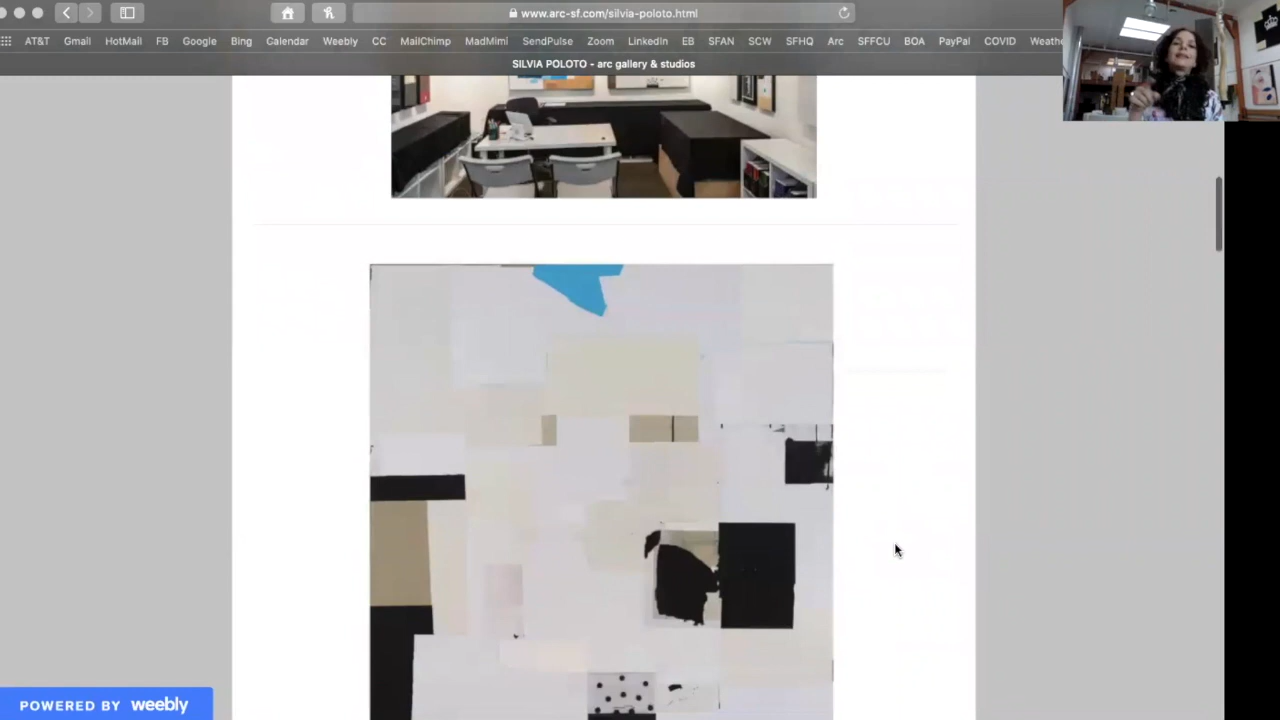 www.arc-sf.com/silvia-poloto.html
AT&T Gmail HotMail FB Google Bing Calendar Weebly CC MailChimp MadMimi SendPulse Zoom LinkedIn EB SFAN SCW SFHQ Arc SFFCU BOA PayPal COVID Weathe
SILVIA POLOTO - arc gallery & studios
POWERED BY weebly